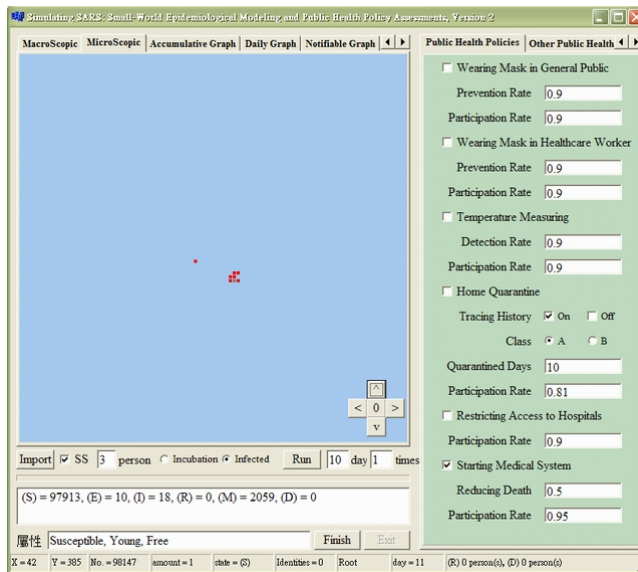 Simulating SARS: Small-World Epidemiological Modeling and Public Health Policy Assessments, Version 2
MacroScopic MicroScopic Accumulative Graph Daily Graph Notifiable Graph
Public Health Policies Other Public Health
Wearing Mask in General Public
Prevention Rate 0.9
Participation Rate 0.9
Wearing Mask in Healthcare Worker
Prevention Rate 0.9
Participation Rate 0.9
Temperature Measuring
Detection Rate 0.9
Participation Rate 0.9
Home Quarantine
Tracing History On Off
Class A B
Quarantined Days 10
Participation Rate 0.81
Restricting Access to Hospitals
Participation Rate 0.9
Starting Medical System
Reducing Death 0.5
Participation Rate 0.95
^
< 0 >
v
Import SS 3 person Incubation Infected Run 10 day 1 times
(S) = 97913, (E) = 10, (I) = 18, (R) = 0, (M) = 2059, (D) = 0
屬性 Susceptible, Young, Free Finish Exit
X = 42 Y = 385 No. = 98147 amount = 1 state = (S) Identities = 0 Root day = 11 (R) 0 person(s), (D) 0 person(s)